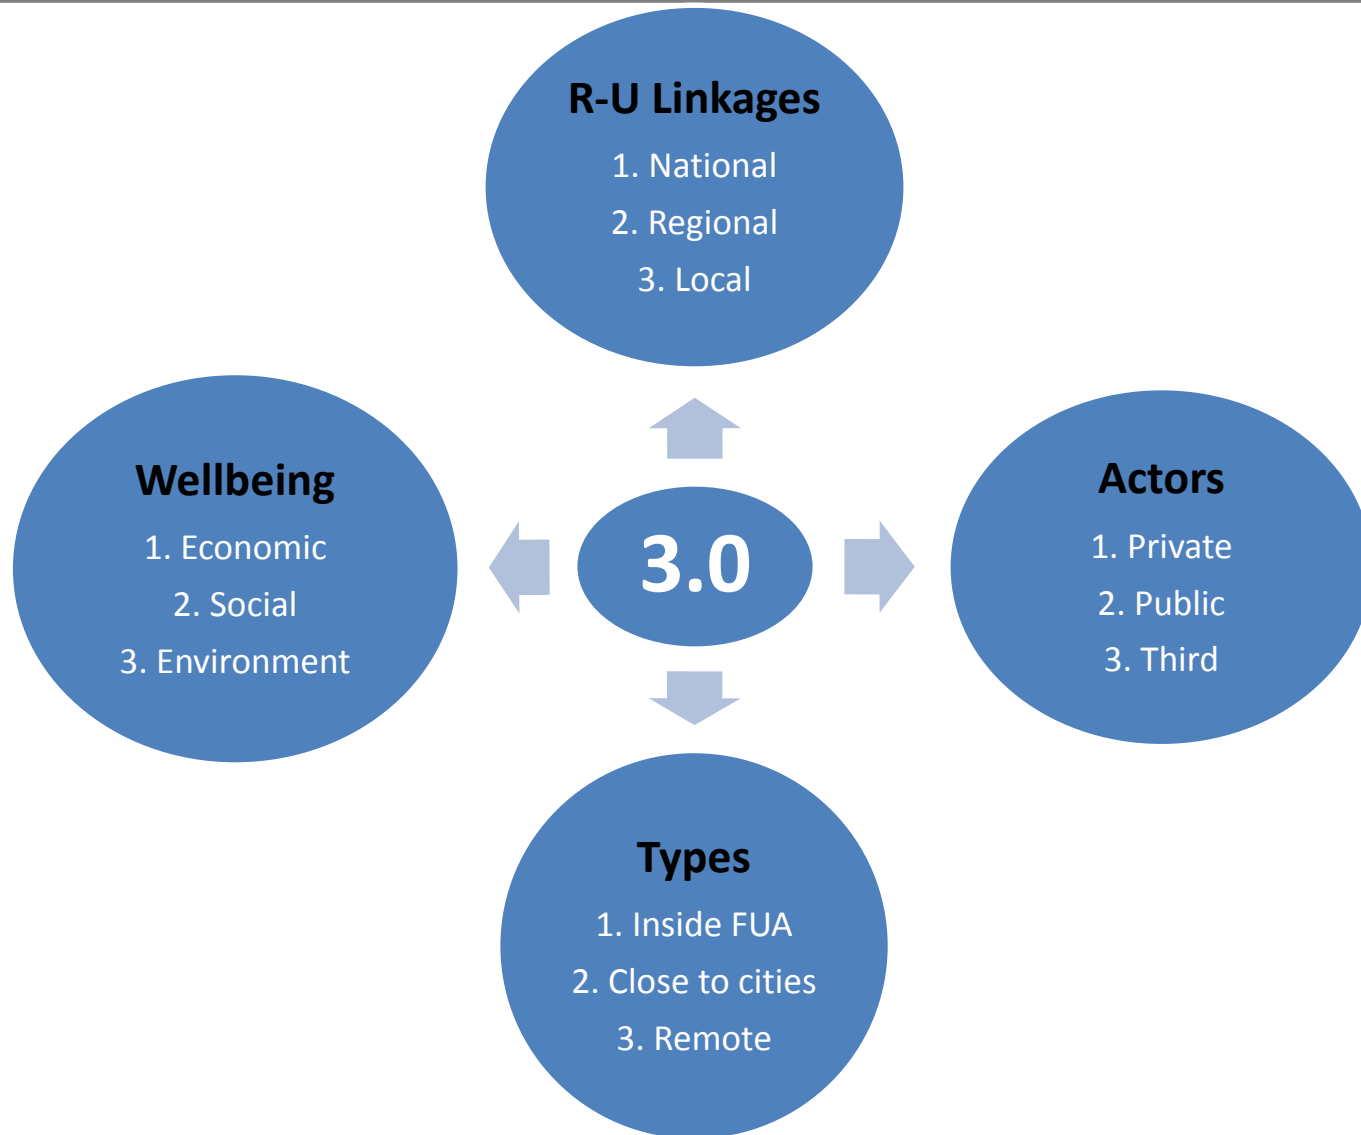 R-U Linkages
1. National
2. Regional
3. Local
Wellbeing
1. Economic
2. Social
3. Environment
3.0
Actors
1. Private
2. Public
3. Third
Types
1. Inside FUA
2. Close to cities
3. Remote